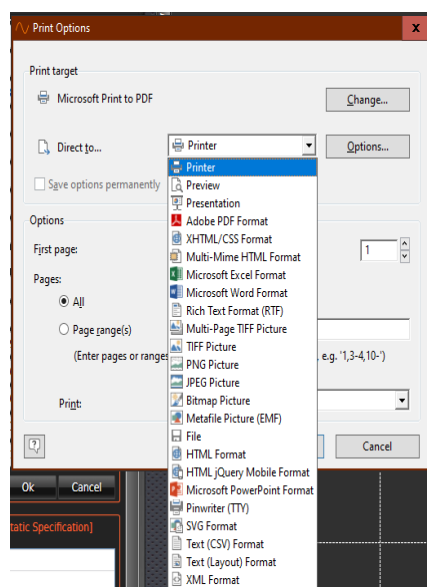 Print Options
x
Print target
Microsoft Print to PDF
Change...
Direct to...
Printer
Options...
Save options permanently
Printer
Preview
Presentation
Adobe PDF Format
XHTML/CSS Format
Multi-Mime HTML Format
Microsoft Excel Format
Microsoft Word Format
Rich Text Format (RTF)
Multi-Page TIFF Picture
TIFF Picture
PNG Picture
JPEG Picture
Bitmap Picture
Metafile Picture (EMF)
File
HTML Format
HTML jQuery Mobile Format
Microsoft PowerPoint Format
Pinwriter (TTY)
SVG Format
Text (CSV) Format
Text (Layout) Format
XML Format
Options
First page:
1
Pages:
All
Page range(s)
(Enter pages or ranges
, e.g. '1,3-4,10-')
Print:
?
Cancel
Ok
Cancel
tatic Specification]